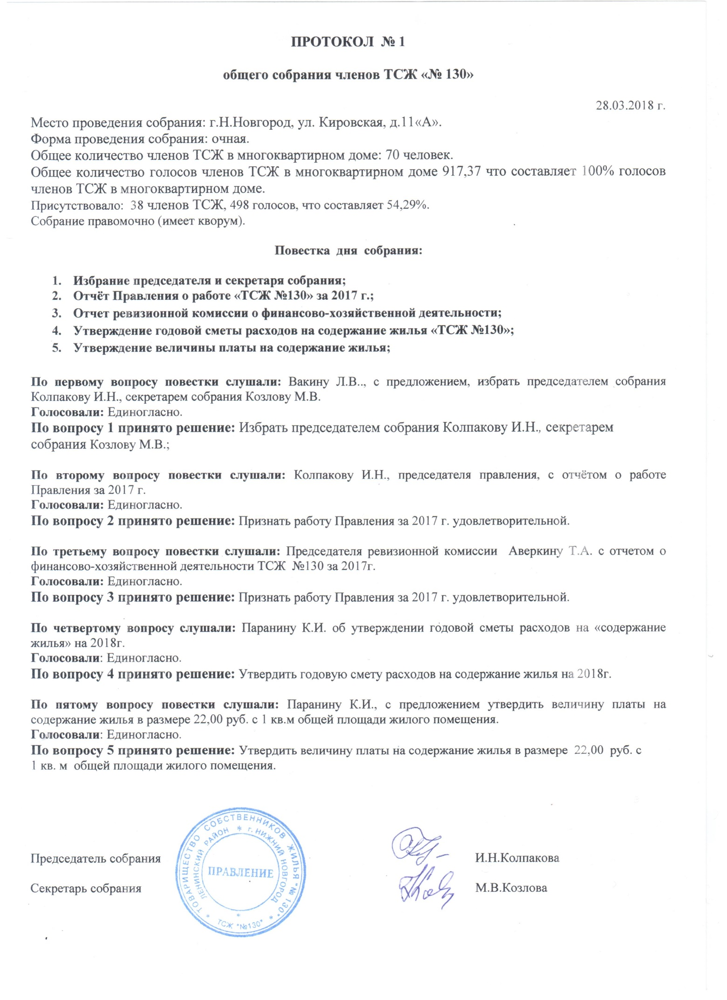 ПРОТОКОЛ № 1
общего собрания членов ТСЖ «№ 130»
28.03.2018 г.
Место проведения собрания: г.Н.Новгород, ул. Кировская, д.11«А».
Форма проведения собрания: очная.
Общее количество членов ТСЖ в многоквартирном доме: 70 человек.
Общее количество голосов членов ТСЖ в многоквартирном доме 917,37 что составляет 100% голосов
членов ТСЖ в многоквартирном доме.
Присутствовало: 38 членов ТСЖ, 498 голосов, что составляет 54,29%.
Собрание правомочно (имеет кворум).
Повестка дня собрания:
1. Избрание председателя и секретаря собрания;
2. Отчёт Правления о работе «ТСЖ №130» за 2017 г.;
3. Отчет ревизионной комиссии о финансово-хозяйственной деятельности;
4. Утверждение годовой сметы расходов на содержание жилья «ТСЖ №130»;
5. Утверждение величины платы на содержание жилья;
По первому вопросу повестки слушали: Вакину Л.В.., с предложением, избрать председателем собрания
Колпакову И.Н., секретарем собрания Козлову М.В.
Голосовали: Единогласно.
По вопросу 1 принято решение: Избрать председателем собрания Колпакову И.Н., секретарем
собрания Козлову М.В.;
По второму вопросу повестки слушали: Колпакову И.Н., председателя правления, с отчётом о работе
Правления за 2017 г.
Голосовали: Единогласно.
По вопросу 2 принято решение: Признать работу Правления за 2017 г. удовлетворительной.
По третьему вопросу повестки слушали: Председателя ревизионной комиссии Аверкину Т.А. с отчетом о
финансово-хозяйственной деятельности ТСЖ №130 за 2017г.
Голосовали: Единогласно.
По вопросу 3 принято решение: Признать работу Правления за 2017 г. удовлетворительной.
По четвертому вопросу слушали: Паранину К.И. об утверждении годовой сметы расходов на «содержание
жилья» на 2018г.
Голосовали: Единогласно.
По вопросу 4 принято решение: Утвердить годовую смету расходов на содержание жилья на 2018г.
По пятому вопросу повестки слушали: Паранину К.И., с предложением утвердить величину платы на
содержание жилья в размере 22,00 руб. с 1 кв.м общей площади жилого помещения.
Голосовали: Единогласно.
По вопросу 5 принято решение: Утвердить величину платы на содержание жилья в размере 22,00 руб. с
1 кв. м общей площади жилого помещения.
Председатель собрания И.Н.Колпакова
Секретарь собрания М.В.Козлова
* ТОВАРИЩЕСТВО СОБСТВЕННИКОВ ЖИЛЬЯ "№ 130" *
ТСЖ "№130"
ЛЕНИНСКИЙ РАЙОН * г. НИЖНИЙ НОВГОРОД *
ПРАВЛЕНИЕ